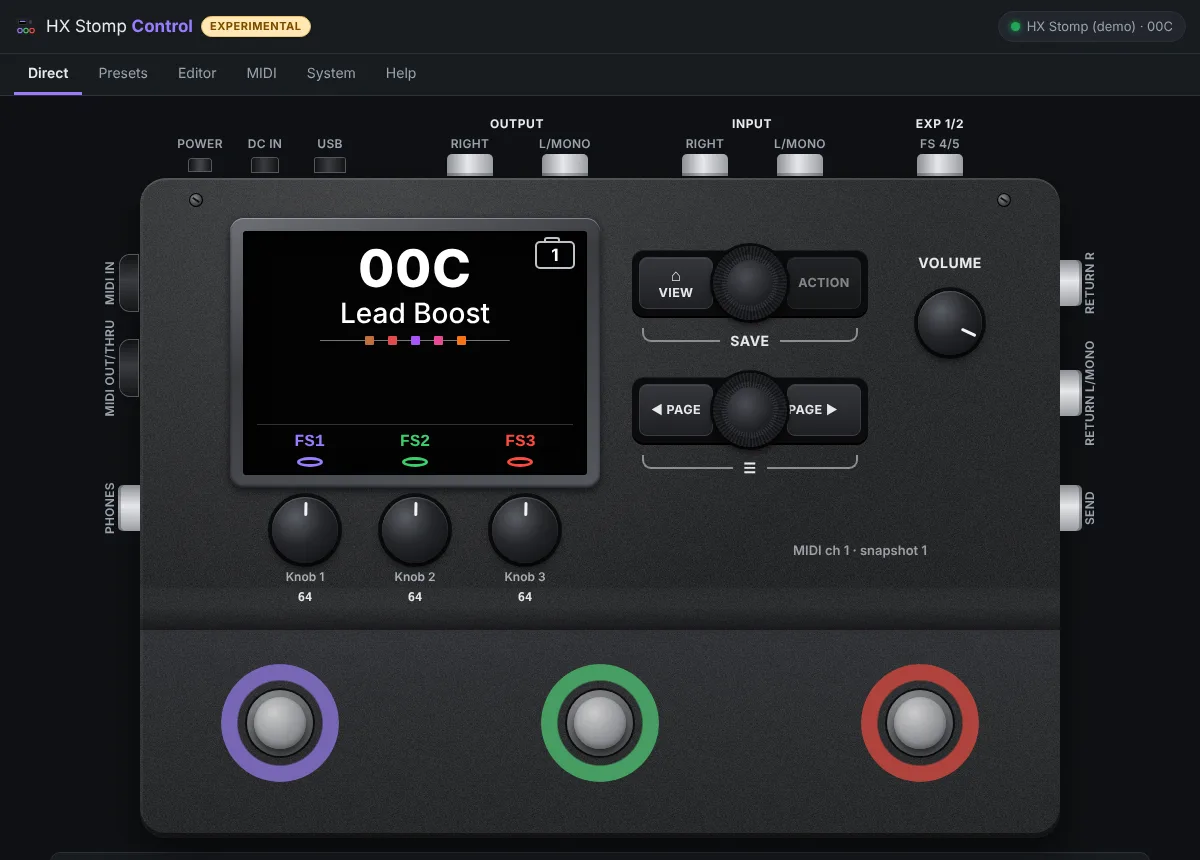 HX Stomp Control EXPERIMENTAL
HX Stomp (demo) · 00C
Direct Presets Editor MIDI System Help
OUTPUT INPUT EXP 1/2
POWER DC IN USB RIGHT L/MONO RIGHT L/MONO FS 4/5
00C
1
Lead Boost
FS1 FS2 FS3
VIEW ACTION
SAVE
◀ PAGE PAGE ▶
☰
VOLUME
MIDI IN
MIDI OUT/THRU
PHONES
RETURN R
RETURN L/MONO
SEND
MIDI ch 1 · snapshot 1
Knob 1 Knob 2 Knob 3
64 64 64